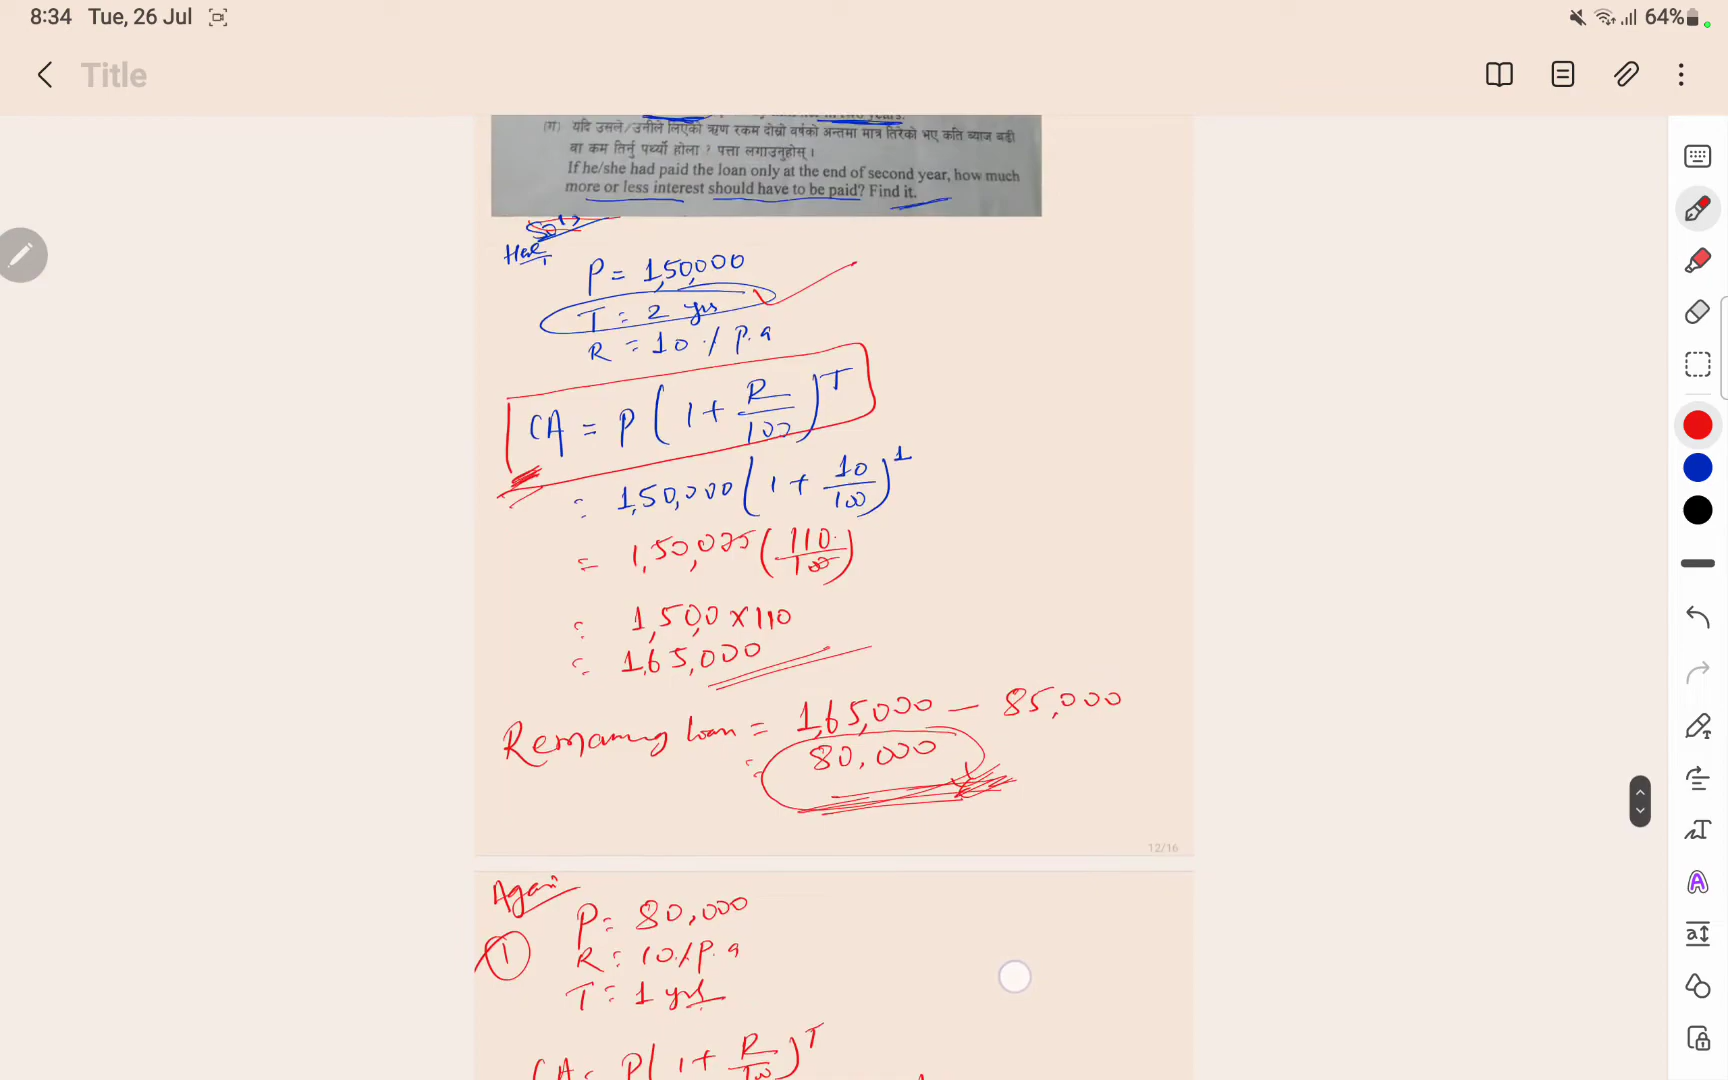 8:34 Tue, 26 Jul 64%
Title
(ग) यदि उसले/उनीले लिएको ऋण रकम दोस्रो वर्षको अन्तमा मात्र तिरेको भए कति ब्याज बढी
वा कम तिर्नु पर्थ्यो होला ? पत्ता लगाउनुहोस् ।
If he/she had paid the loan only at the end of second year, how much
more or less interest should have to be paid? Find it.
P = 1,50,000
T = 2 yrs
R = 10 % p.a
CA = P ( 1 + R/100 )^T
= 1,50,000 ( 1 + 10/100 )^1
= ( 110/100 )
= 1,500 × 110
= 1,65,000
Remaining loan = 1,65,000 – 85,000
= 80,000
12/16
Again
1 P = 80,000
R = 10% p.a
T = 1 yrs
CA = P ( 1 + R/100 )^T